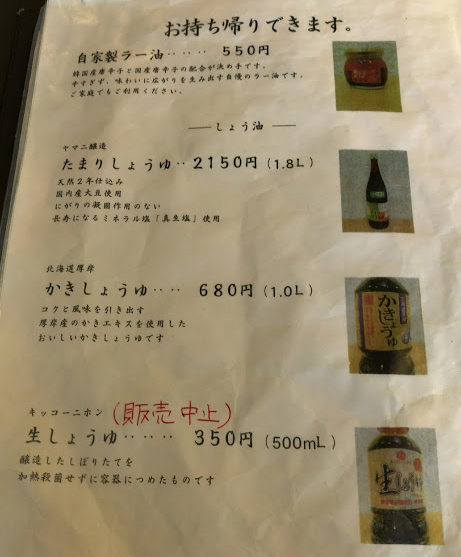 お持ち帰りできます。
自家製ラー油‥‥ 550円
韓国産唐辛子と国産唐辛子の配合が決め手です。
辛すぎず、味わいに広がりを生み出す自慢のラー油です。
ご家庭でもご利用ください。
── しょう油 ──
ヤマニ醸造
たまりしょうゆ‥ 2150円(1.8L)
天然2年仕込み
国内産大豆使用
にがりの凝固作用のない
長寿になるミネラル塩「真生塩」使用
北海道厚岸
かきしょうゆ‥‥ 680円(1.0L)
コクと風味を引き出す
厚岸産のかきエキスを使用した
おいしいかきしょうゆです
かきしょうゆ
キッコーニホン (販売中止)
生しょうゆ‥‥‥ 350円(500mL)
醸造したしぼりたてを
加熱殺菌せずに容器につめたものです
生